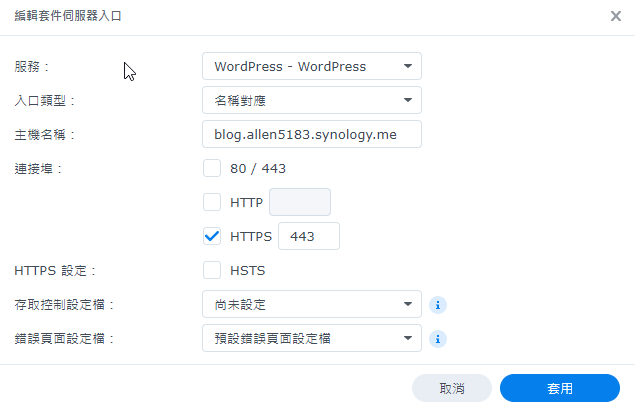 編輯套件伺服器入口
服務：
WordPress - WordPress
入口類型：
名稱對應
主機名稱：
blog.allen5183.synology.me
連接埠：
80 / 443
HTTP
HTTPS 443
HTTPS 設定：
HSTS
存取控制設定檔：
尚未設定
錯誤頁面設定檔：
預設錯誤頁面設定檔
取消
套用